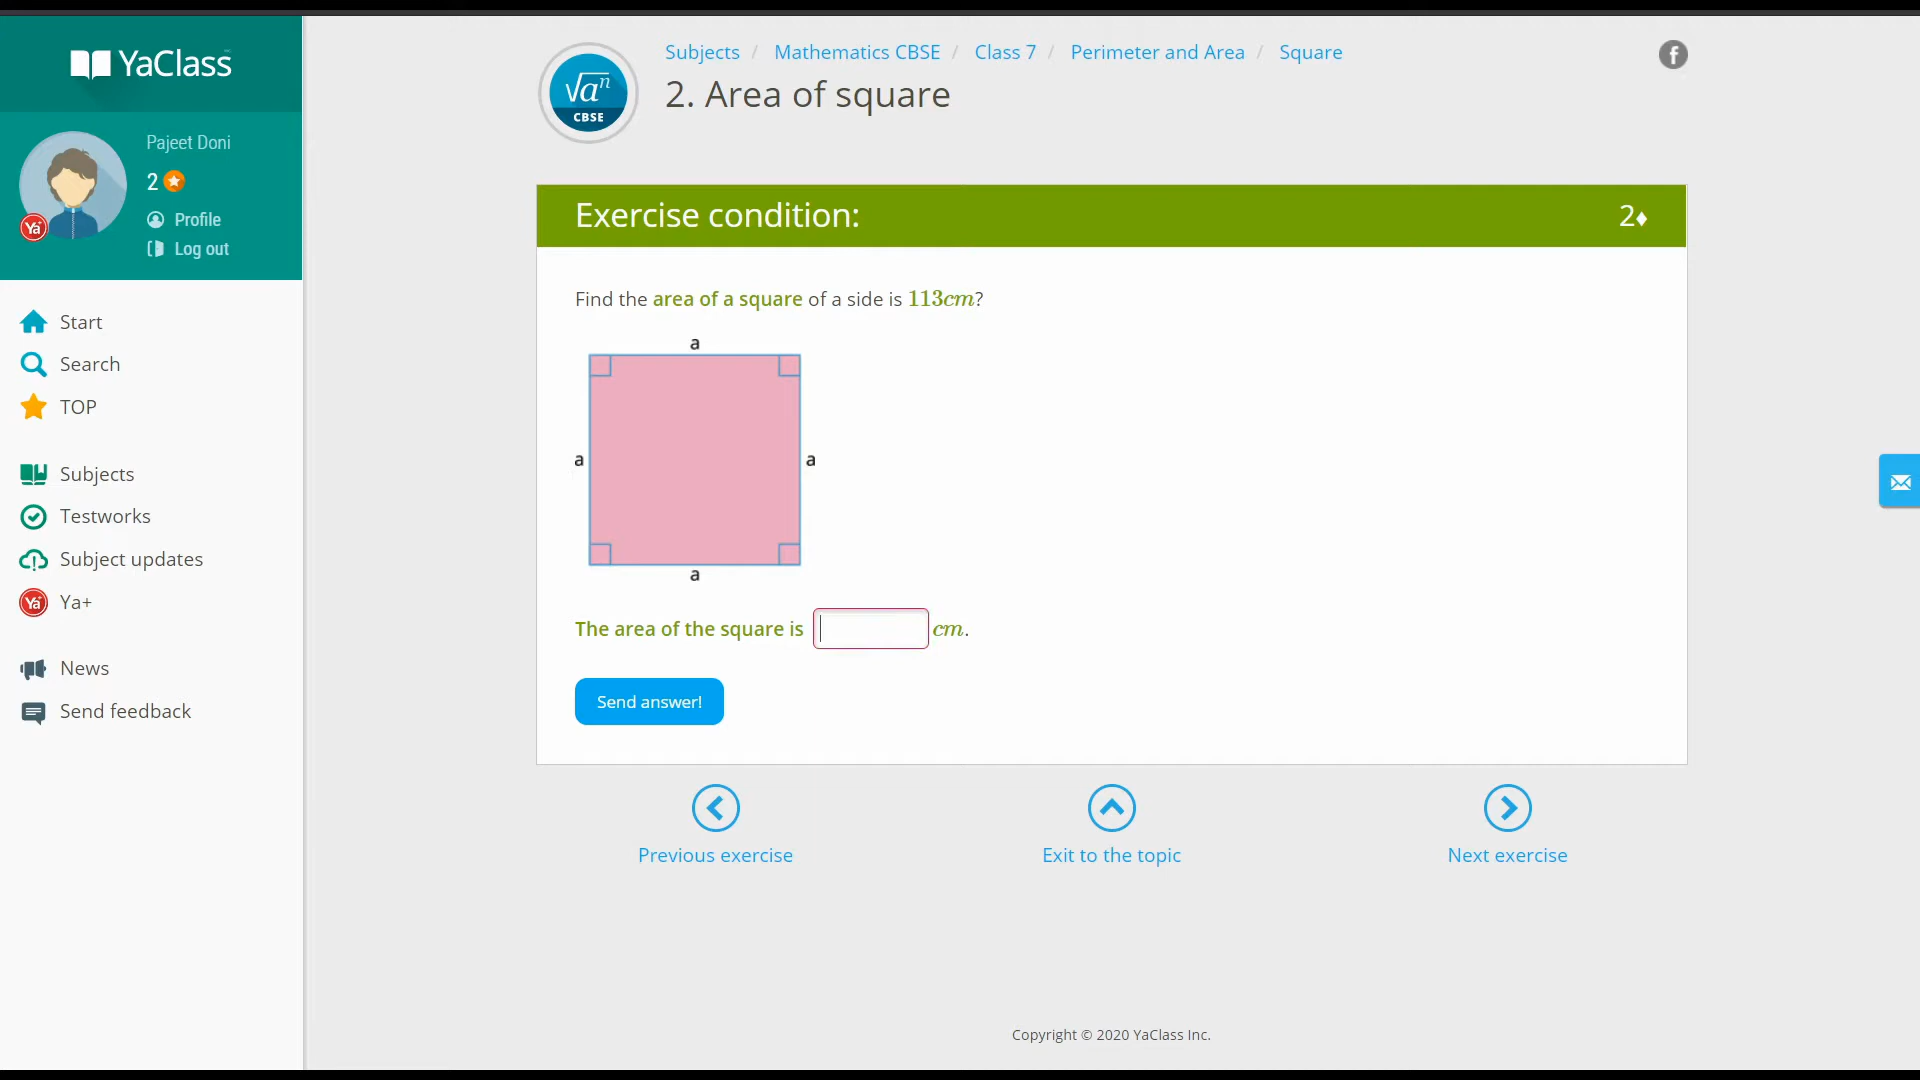 YaClass
Pajeet Doni
2
Ya+
Profile
Log out
Start
Search
TOP
Subjects
Testworks
Subject updates
Ya+ Ya+
News
Send feedback
√aⁿ
CBSE
Subjects / Mathematics CBSE / Class 7 / Perimeter and Area / Square
f
2. Area of square
Exercise condition: 2♦
Find the area of a square of a side is 113cm?
a
a a
a
The area of the square is cm.
Send answer!
Previous exercise Exit to the topic Next exercise
Copyright © 2020 YaClass Inc.